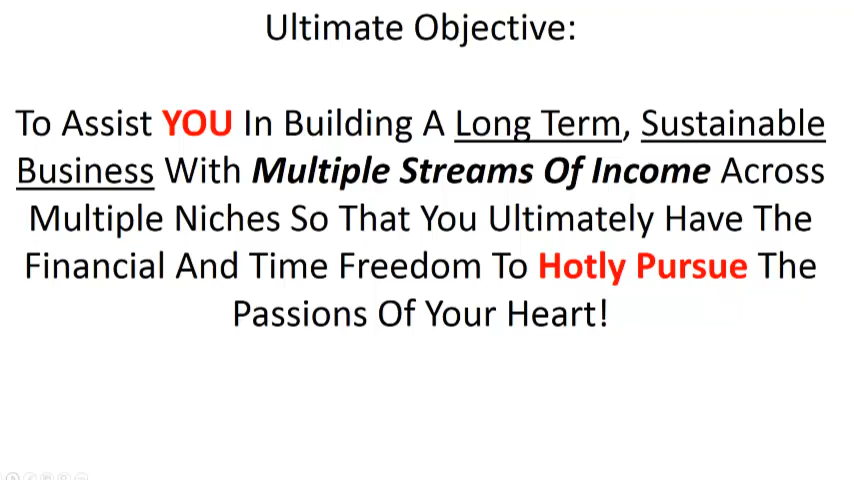 Ultimate Objective:
To Assist YOU In Building A Long Term, Sustainable
Business With Multiple Streams Of Income Across
Multiple Niches So That You Ultimately Have The
Financial And Time Freedom To Hotly Pursue The
Passions Of Your Heart!